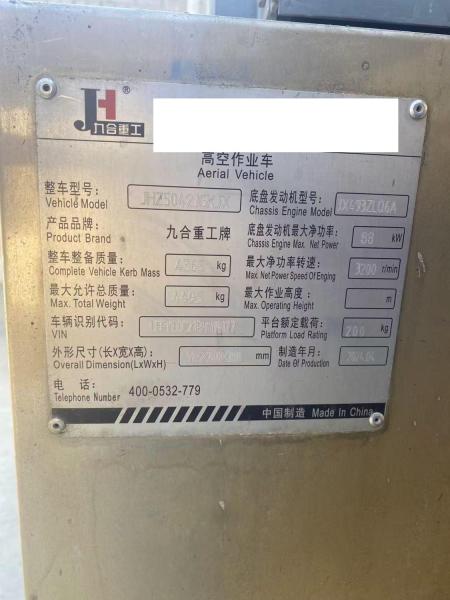 JH ®
九合重工
高空作业车
Aerial Vehicle
整车型号: 底盘发动机型号:
Vehicle Model Chassis Engine Model
产品品牌: 九合重工牌 底盘发动机最大净功率: 88 kW
Product Brand Chassis Engine Max. Net Power
整车整备质量: kg 最大净功率转速: 3200 r/min
Complete Vehicle Kerb Mass Max. Net Power Speed Of Enging
最大允许总质量: kg 最大作业高度: m
Max. Total Weight Max. Operating Height
车辆识别代码: 平台额定载荷: 200 kg
VIN Platform Load Rating
外形尺寸(长X宽X高): mm 制造年月:
Overall Dimension(LxWxH) Date Of Production
电 话: 400-0532-779
Telephone Number
中国制造 Made In China